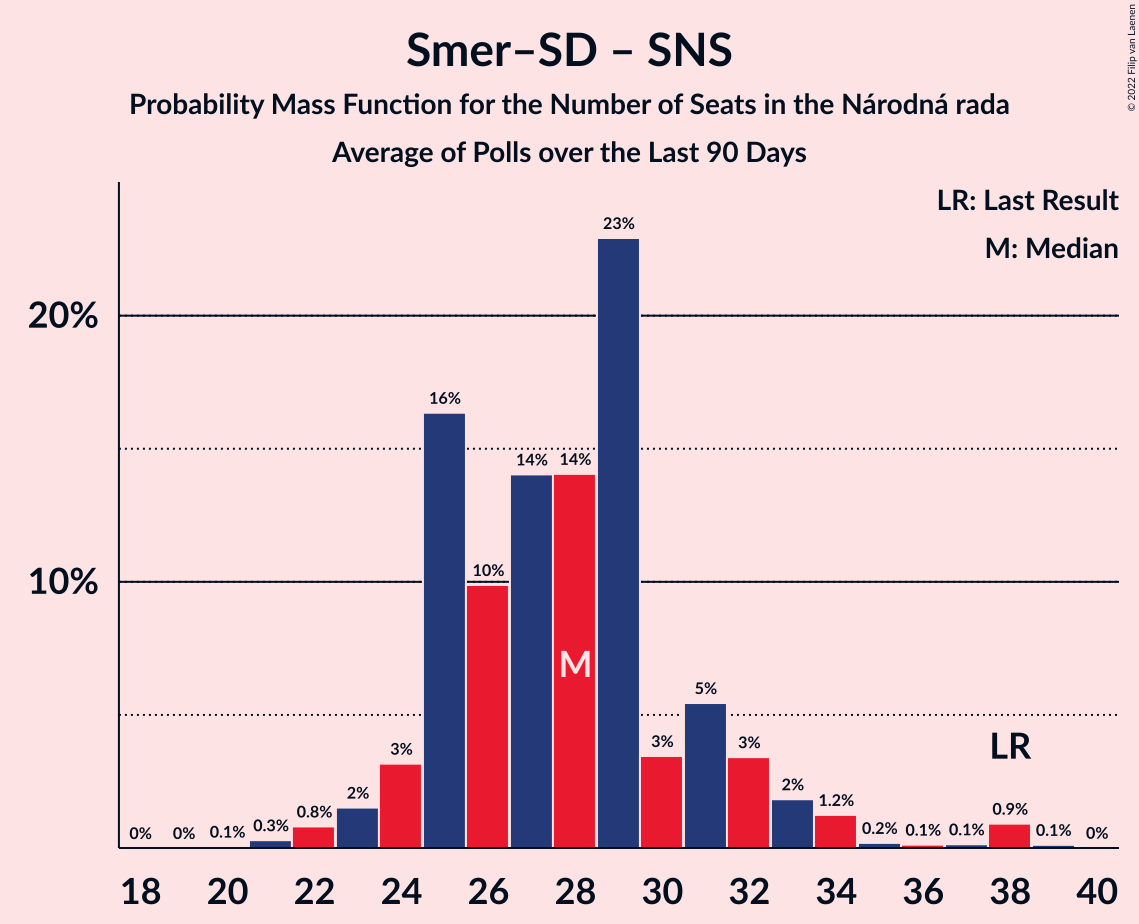 Smer–SD – SNS
Probability Mass Function for the Number of Seats in the Národná rada
Average of Polls over the Last 90 Days
© 2022 Filip van Laenen
LR: Last Result
M: Median
20%
10%
0%
0%
0.1%
0.3%
0.8%
2%
3%
16%
10%
14%
14%
23%
3%
5%
3%
2%
1.2%
0.2%
0.1%
0.1%
0.9%
0.1%
0%
M
LR
18 20 22 24 26 28 30 32 34 36 38 40